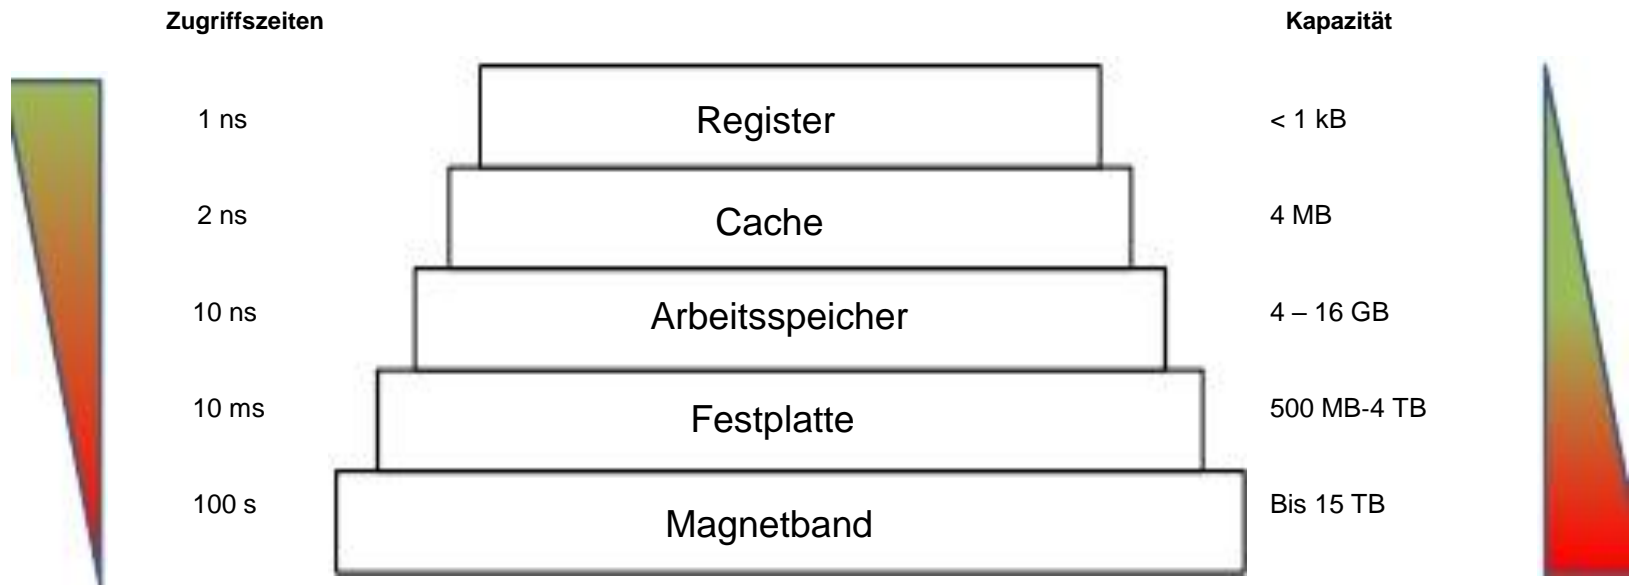 Zugriffszeiten Kapazität
1 ns Register < 1 kB
2 ns Cache 4 MB
10 ns Arbeitsspeicher 4 – 16 GB
10 ms Festplatte 500 MB-4 TB
100 s Magnetband Bis 15 TB